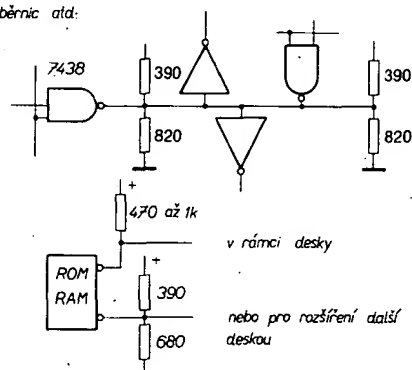 běrnic atd:
7438
390
390
820
820
+
470 až 1k
v rámci desky
ROM
RAM
+
390
680
nebo pro rozšíření další
deskou